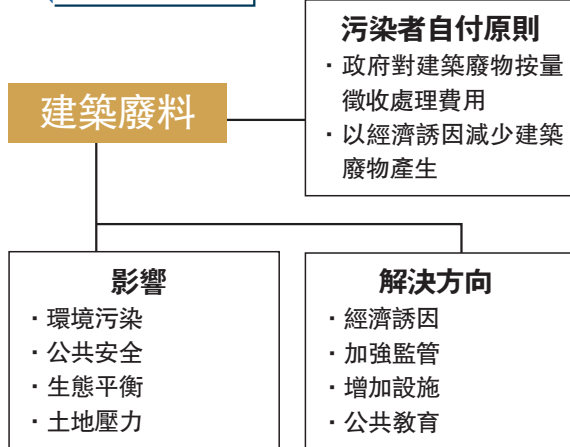 污染者自付原則
·政府對建築廢物按量
徵收處理費用
·以經濟誘因減少建築
廢物產生
建築廢料
影響
·環境污染
·公共安全
·生態平衡
·土地壓力
解決方向
·經濟誘因
·加強監管
·增加設施
·公共教育